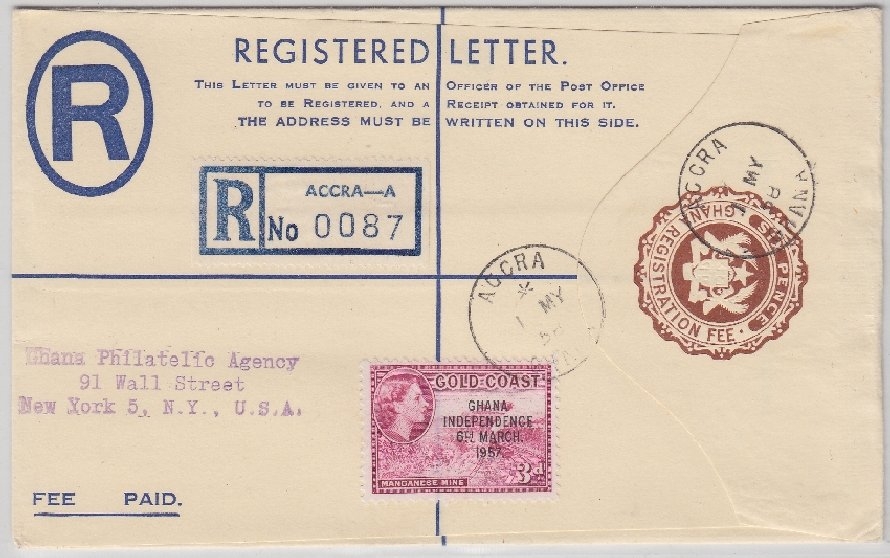 R
REGISTERED LETTER.
THIS LETTER MUST BE GIVEN TO AN OFFICER OF THE POST OFFICE
TO BE REGISTERED, AND A RECEIPT OBTAINED FOR IT.
THE ADDRESS MUST BE WRITTEN ON THIS SIDE.
R ACCRA—A
No 0087
ACCRA
MY
GHANA
GHANA REGISTRATION FEE · SIX PENCE ·
ACCRA
1 MY
Ghana Philatelic Agency
91 Wall Street
New York 5, N.Y., U.S.A.
GOLD COAST
GHANA
INDEPENDENCE
6TH MARCH,
1957.
3d
MANGANESE MINE
FEE PAID.